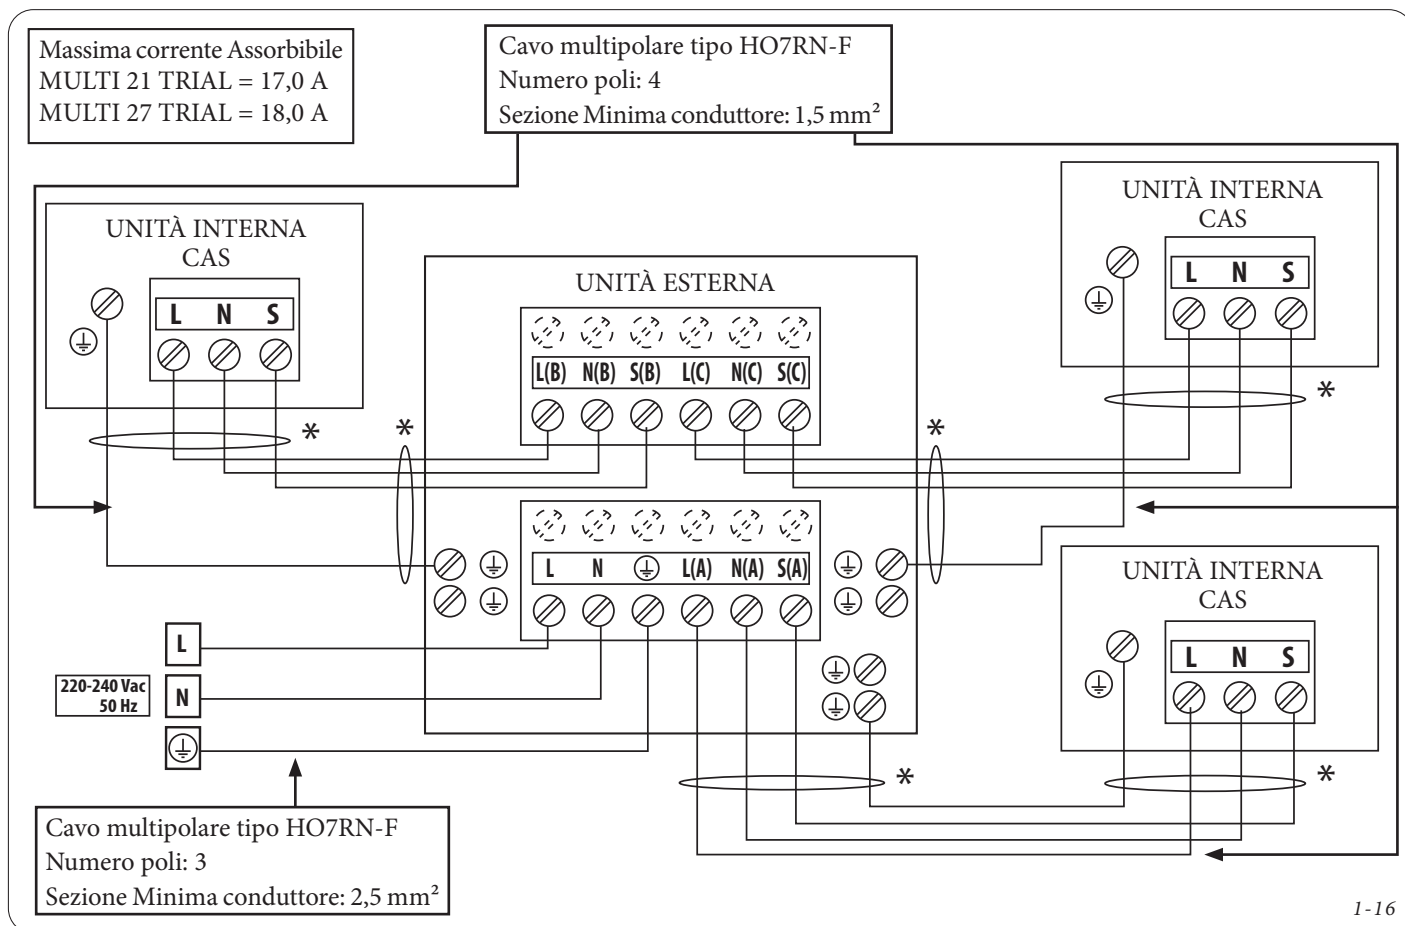 Massima corrente Assorbibile
MULTI 21 TRIAL = 17,0 A
MULTI 27 TRIAL = 18,0 A
Cavo multipolare tipo HO7RN-F
Numero poli: 4
Sezione Minima conduttore: 1,5 mm²
UNITÀ INTERNA
CAS
L N S
*
UNITÀ ESTERNA
L(B) N(B) S(B) L(C) N(C) S(C)
*
*
L N L(A) N(A) S(A)
UNITÀ INTERNA
CAS
L N S
*
UNITÀ INTERNA
CAS
L N S
*
*
L
220-240 Vac
50 Hz
N
Cavo multipolare tipo HO7RN-F
Numero poli: 3
Sezione Minima conduttore: 2,5 mm²
1-16